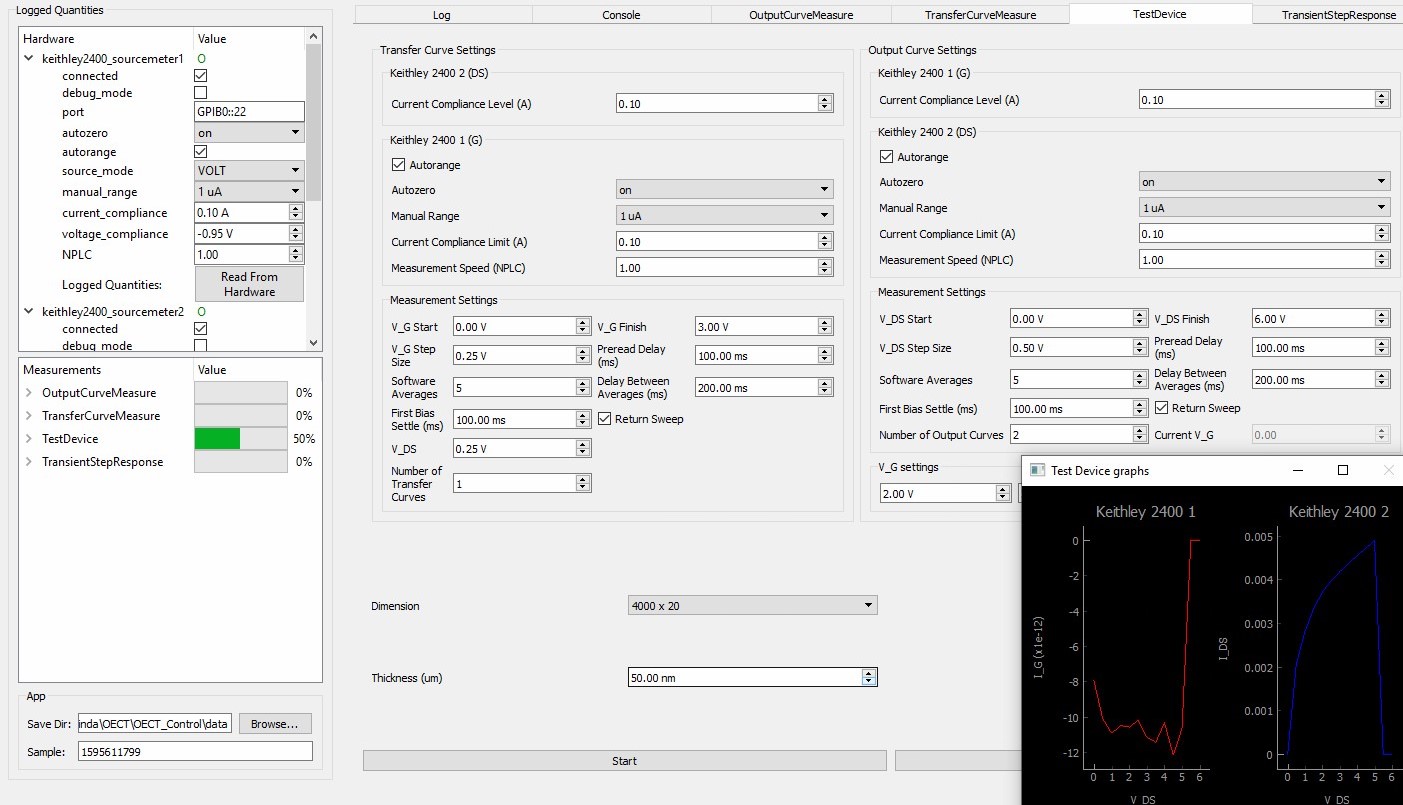 Logged Quantities
Hardware Value
keithley2400_sourcemeter1 O
connected
debug_mode
port GPIB0::22
autozero on
autorange
source_mode VOLT
manual_range 1 uA
current_compliance 0.10 A
voltage_compliance -0.95 V
NPLC 1.00
Logged Quantities: Read From
Hardware
keithley2400_sourcemeter2 O
connected
debug_mode
Measurements Value
OutputCurveMeasure 0%
TransferCurveMeasure 0%
TestDevice 50%
TransientStepResponse 0%
App
Save Dir: inda\OECT\OECT_Control\data Browse...
Sample: 1595611799
Log Console OutputCurveMeasure TransferCurveMeasure TestDevice TransientStepResponse
Transfer Curve Settings
Keithley 2400 2 (DS)
Current Compliance Level (A) 0.10
Keithley 2400 1 (G)
Autorange
Autozero on
Manual Range 1 uA
Current Compliance Limit (A) 0.10
Measurement Speed (NPLC) 1.00
Measurement Settings
V_G Start 0.00 V V_G Finish 3.00 V
V_G Step
Size 0.25 V Preread Delay
(ms) 100.00 ms
Software
Averages 5 Delay Between
Averages (ms) 200.00 ms
First Bias
Settle (ms) 100.00 ms Return Sweep
V_DS 0.25 V
Number of
Transfer
Curves 1
Output Curve Settings
Keithley 2400 1 (G)
Current Compliance Level (A) 0.10
Keithley 2400 2 (DS)
Autorange
Autozero on
Manual Range 1 uA
Current Compliance Limit (A) 0.10
Measurement Speed (NPLC) 1.00
Measurement Settings
V_DS Start 0.00 V V_DS Finish 6.00 V
V_DS Step Size 0.50 V Preread Delay
(ms) 100.00 ms
Software Averages 5 Delay Between
Averages (ms) 200.00 ms
First Bias Settle (ms) 100.00 ms Return Sweep
Number of Output Curves 2 Current V_G 0.00
V_G settings
2.00 V
Dimension 4000 x 20
Thickness (um) 50.00 nm
Start
Test Device graphs
Keithley 2400 1
0
-2
-4
-6
-8
-10
-12
I_G (x1e-12)
0 1 2 3 4 5 6
V_DS
Keithley 2400 2
0.005
0.004
0.003
0.002
0.001
0
I_DS
0 1 2 3 4 5 6
V_DS